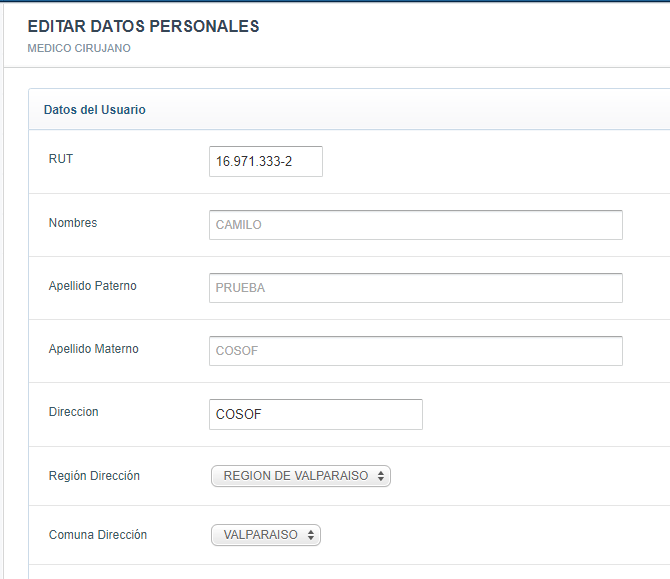 EDITAR DATOS PERSONALES
MEDICO CIRUJANO
Datos del Usuario
RUT 16.971.333-2
Nombres CAMILO
Apellido Paterno PRUEBA
Apellido Materno COSOF
Direccion COSOF
Región Dirección REGION DE VALPARAISO
Comuna Dirección VALPARAISO